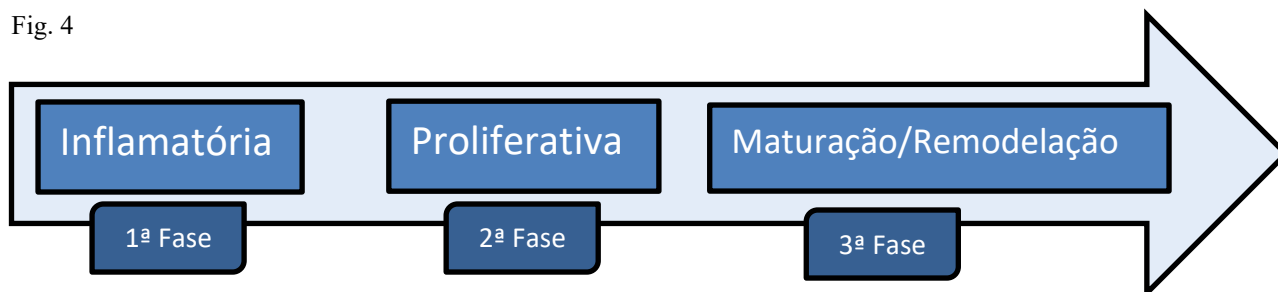 Fig. 4
Inflamatória
Proliferativa
Maturação/Remodelação
1ª Fase
2ª Fase
3ª Fase